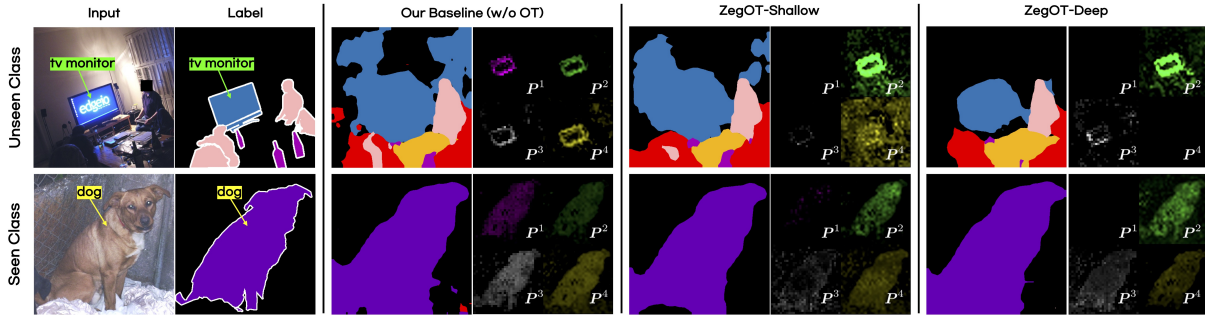 Input Label Our Baseline (w/o OT) ZegOT-Shallow ZegOT-Deep
Unseen Class
tv monitor tv monitor
edgeio
P¹ P² P¹ P² P¹ P²
P³ P⁴ P³ P⁴ P³ P⁴
Seen Class
dog dog
P¹ P² P¹ P² P¹ P²
P³ P⁴ P³ P⁴ P³ P⁴